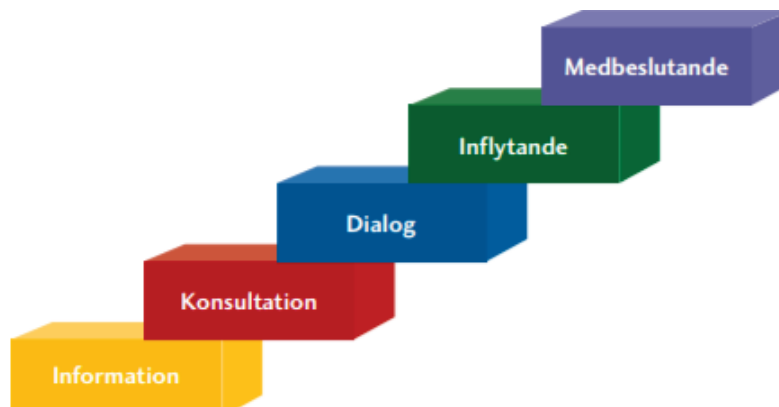 Medbeslutande
Inflytande
Dialog
Konsultation
Information